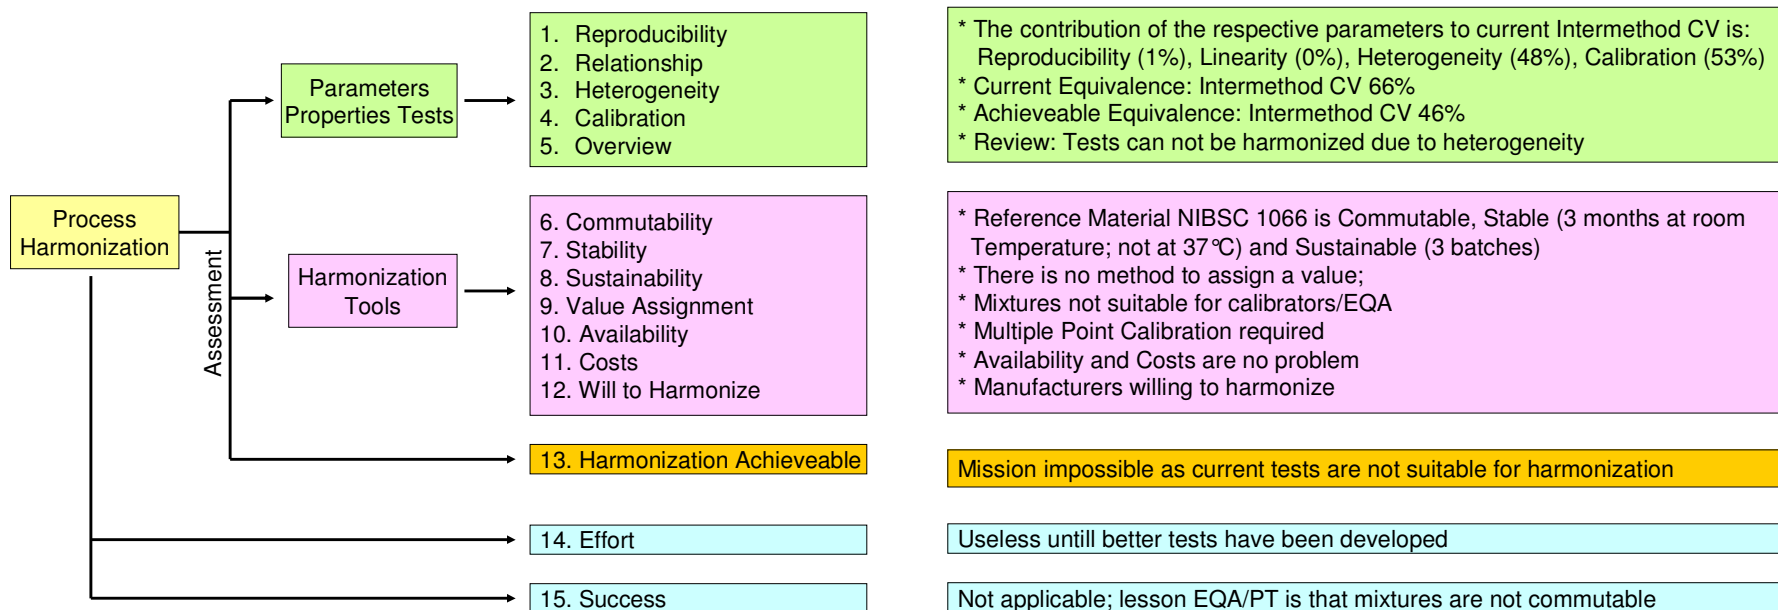 Process
Harmonization
Assessment
Parameters
Properties Tests
1. Reproducibility
2. Relationship
3. Heterogeneity
4. Calibration
5. Overview
* The contribution of the respective parameters to current Intermethod CV is:
Reproducibility (1%), Linearity (0%), Heterogeneity (48%), Calibration (53%)
* Current Equivalence: Intermethod CV 66%
* Achieveable Equivalence: Intermethod CV 46%
* Review: Tests can not be harmonized due to heterogeneity
Harmonization
Tools
6. Commutability
7. Stability
8. Sustainability
9. Value Assignment
10. Availability
11. Costs
12. Will to Harmonize
* Reference Material NIBSC 1066 is Commutable, Stable (3 months at room
Temperature; not at 37°C) and Sustainable (3 batches)
* There is no method to assign a value;
* Mixtures not suitable for calibrators/EQA
* Multiple Point Calibration required
* Availability and Costs are no problem
* Manufacturers willing to harmonize
13. Harmonization Achieveable
Mission impossible as current tests are not suitable for harmonization
14. Effort
Useless untill better tests have been developed
15. Success
Not applicable; lesson EQA/PT is that mixtures are not commutable